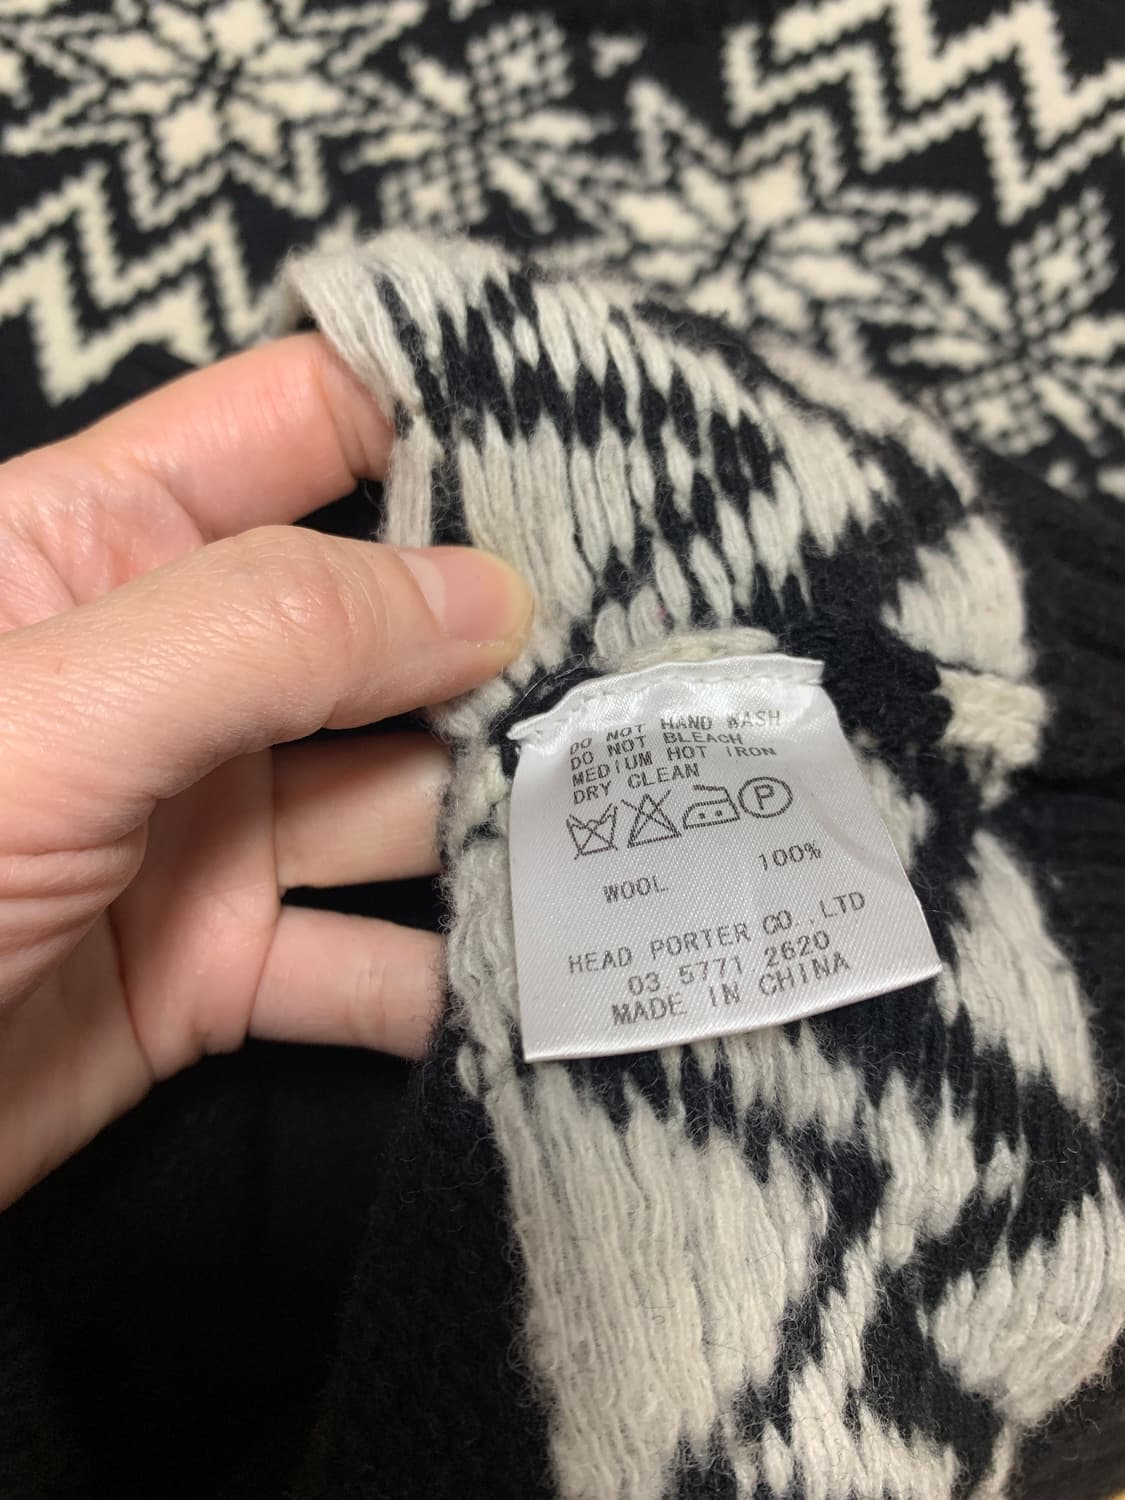 DO NOT HAND WASH
DO NOT BLEACH
MEDIUM HOT IRON
DRY CLEAN
P
100%
WOOL
HEAD PORTER CO.,LTD
03.5771.2620
MADE IN CHINA